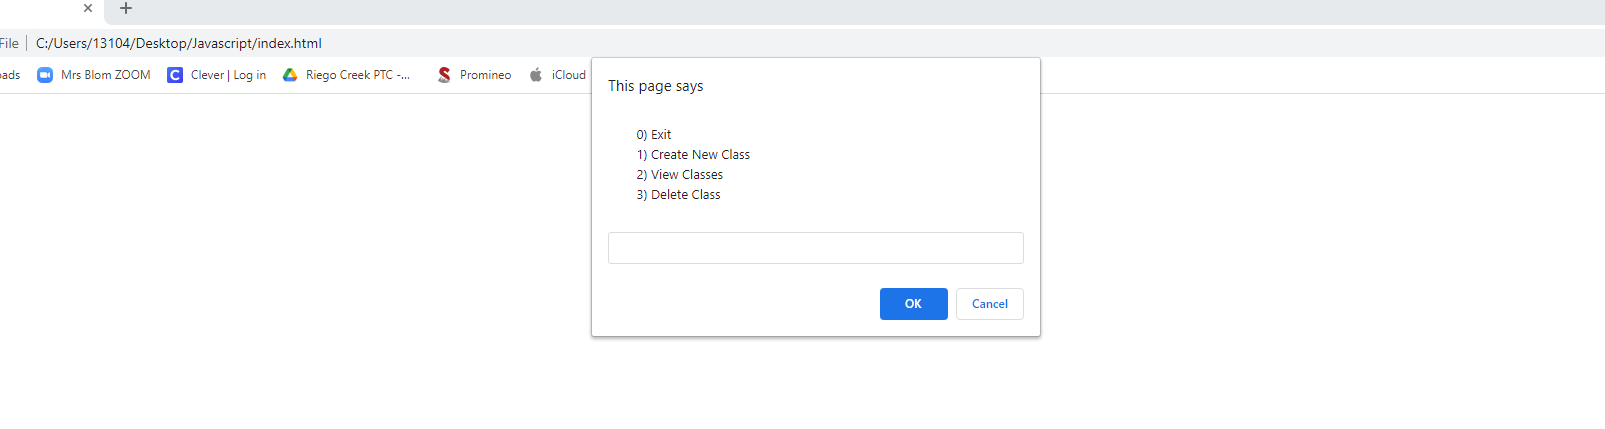 File C:/Users/13104/Desktop/Javascript/index.html
Mrs Blom ZOOM Clever | Log in Riego Creek PTC -... Promineo iCloud
This page says
0) Exit
1) Create New Class
2) View Classes
3) Delete Class
OK Cancel